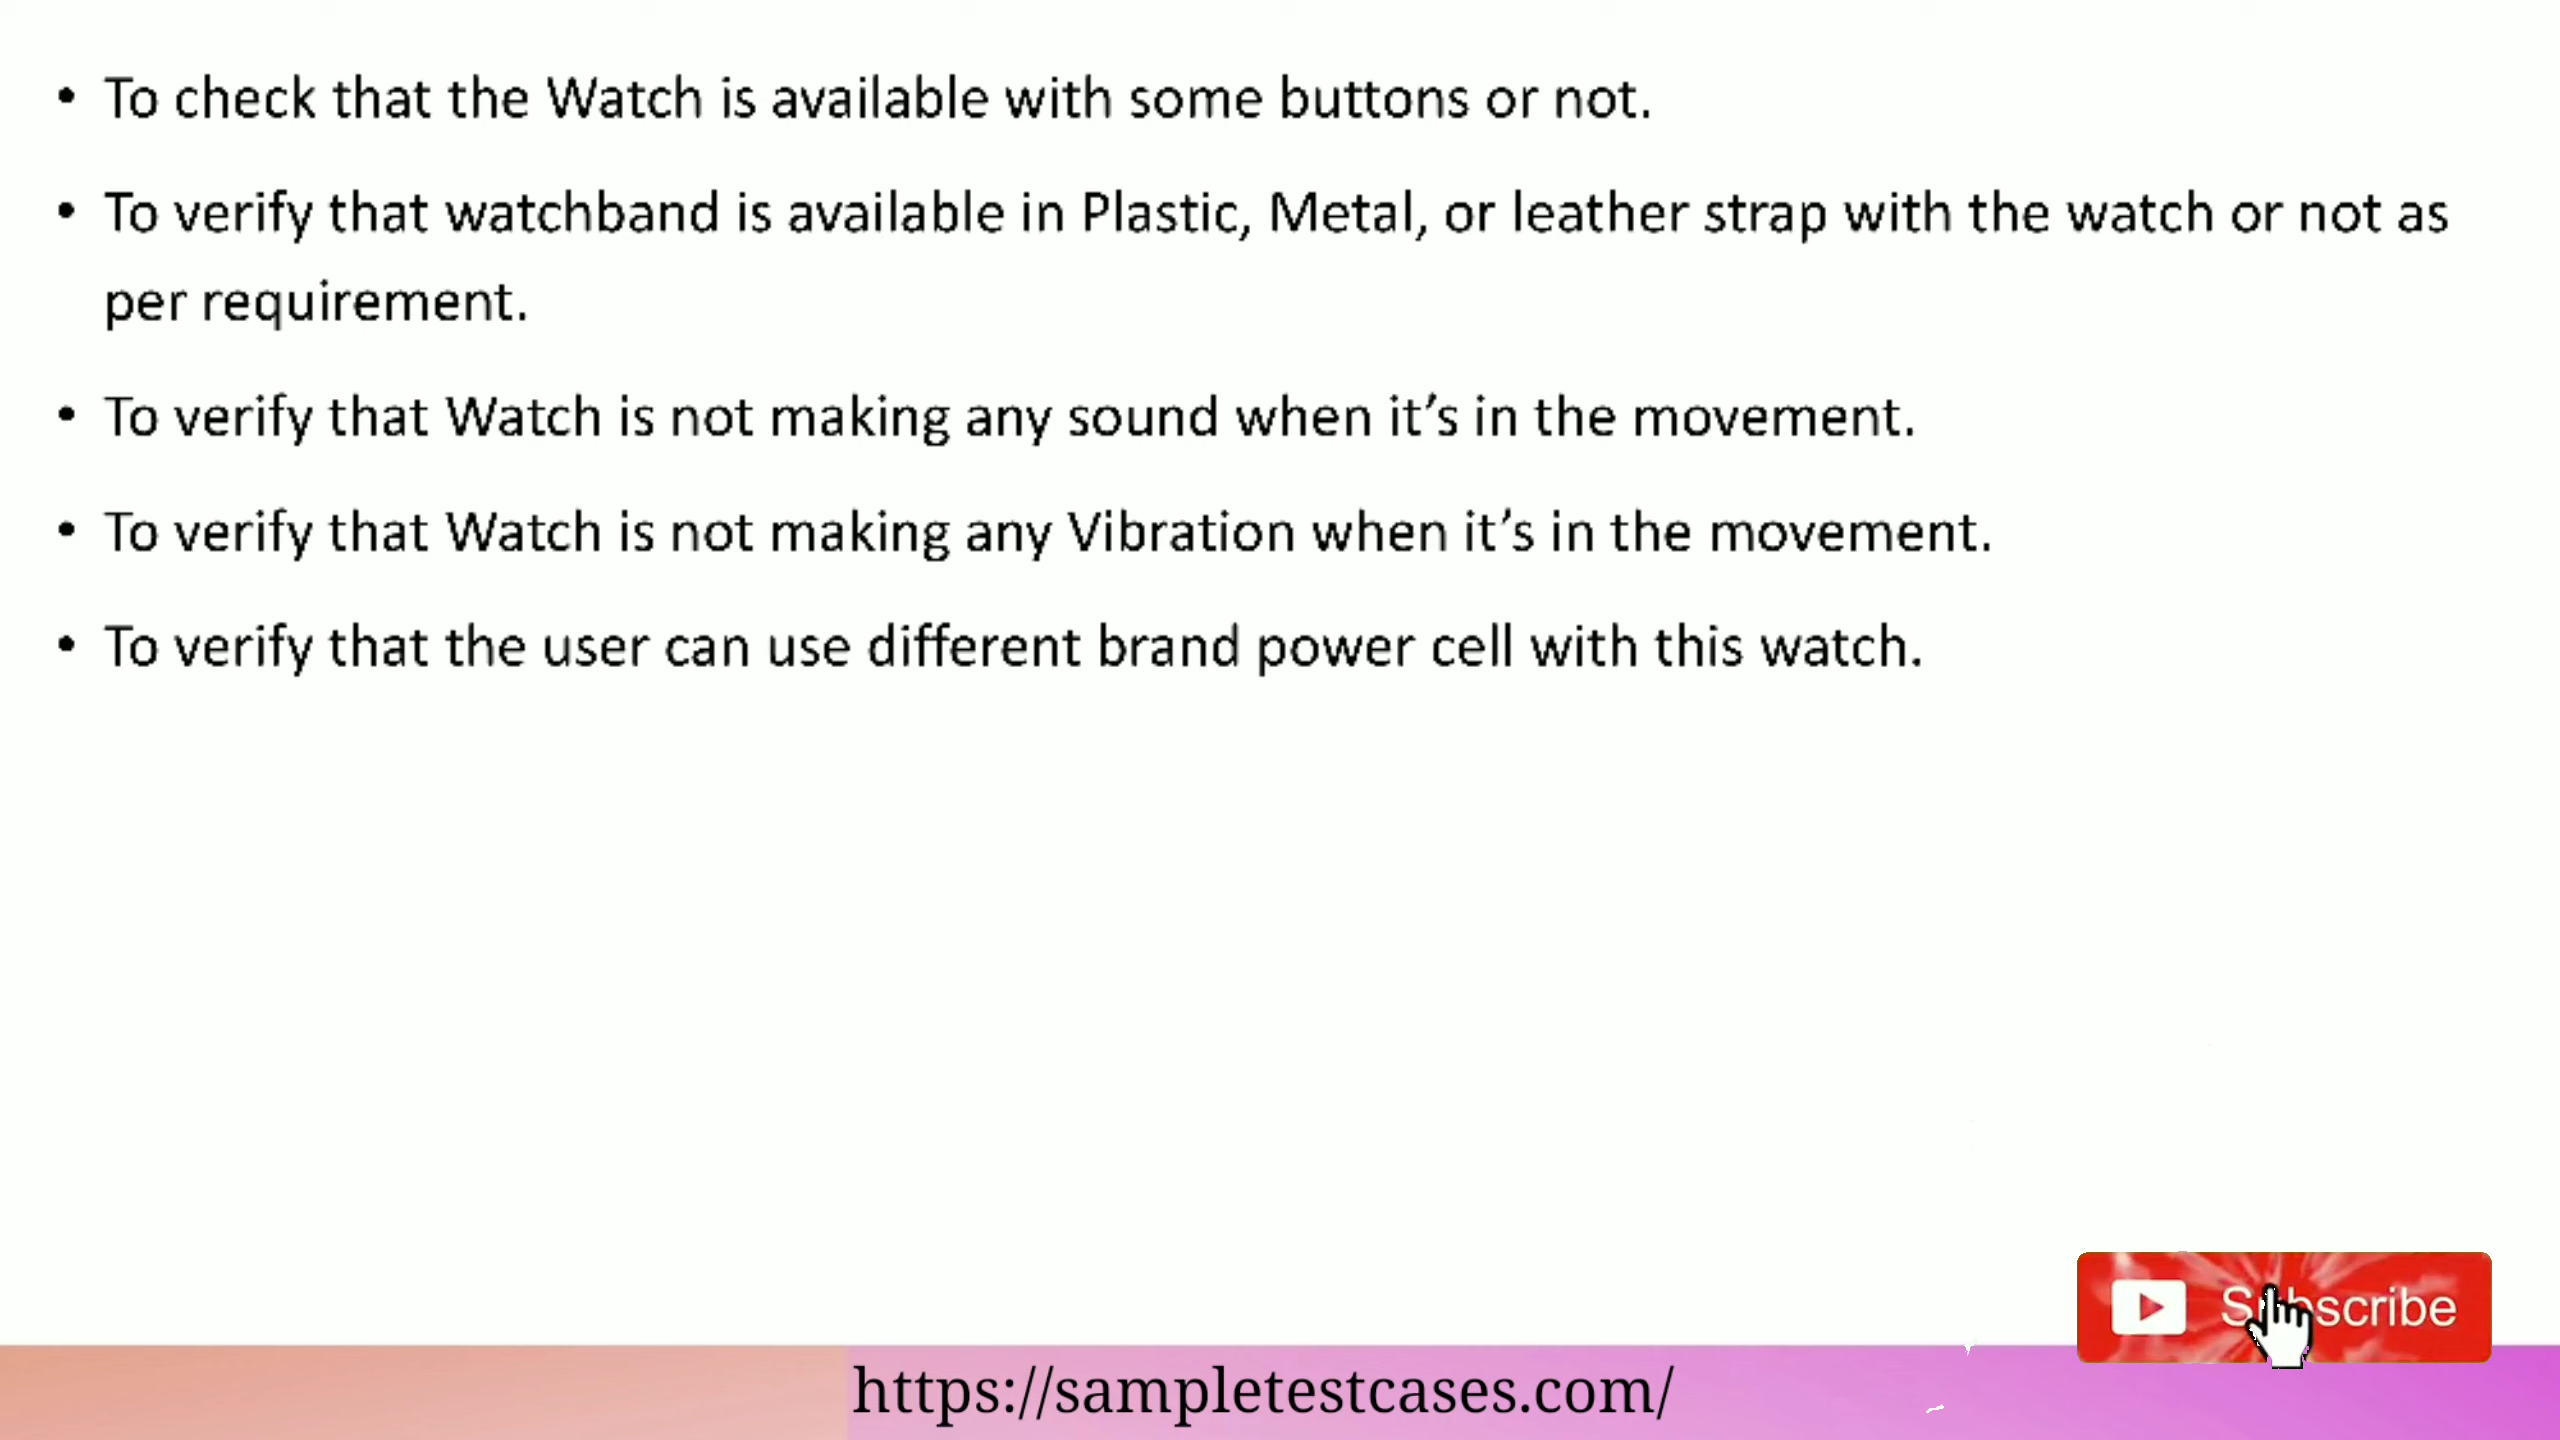 • To check that the Watch is available with some buttons or not.
• To verify that watchband is available in Plastic, Metal, or leather strap with the watch or not as
per requirement.
• To verify that Watch is not making any sound when it’s in the movement.
• To verify that Watch is not making any Vibration when it’s in the movement.
• To verify that the user can use different brand power cell with this watch.
Subscribe
https://sampletestcases.com/